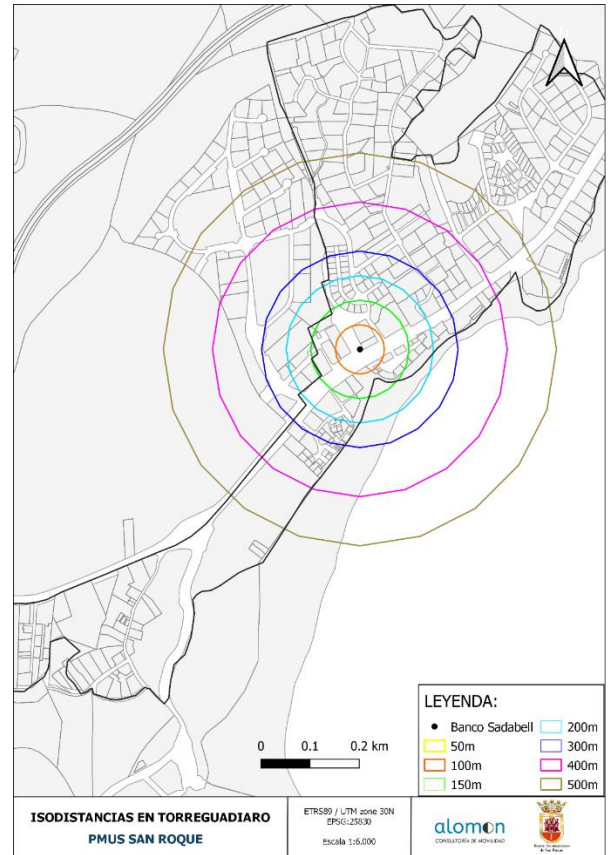 LEYENDA:
Banco Sadabell
50m
100m
150m
200m
300m
400m
500m
0 0.1 0.2 km
ISODISTANCIAS EN TORREGUADIARO
PMUS SAN ROQUE
ETRS89 / UTM zone 30N
EPSG:25830
Escala 1:6.000
alomon
CONSULTORÍA DE MOVILIDAD